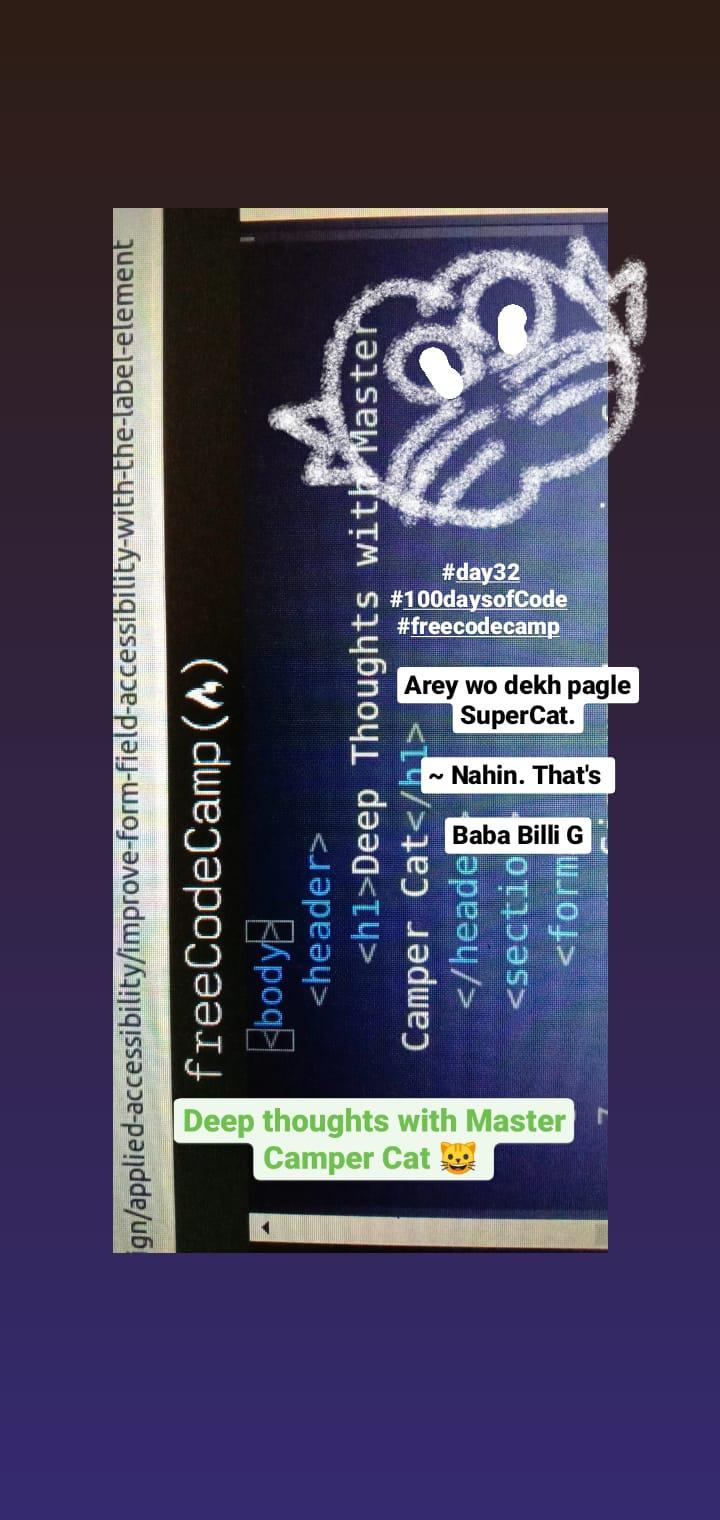 ign/applied-accessibility/improve-form-field-accessibility-with-the-label-element
freeCodeCamp
<body>
<header>
<h1>Deep Thoughts with Master
Camper Cat</h1>
</heade
<sectio
<form
#day32
#100daysofCode
#freecodecamp
Arey wo dekh pagle
SuperCat.
~ Nahin. That's
Baba Billi G
Deep thoughts with Master
Camper Cat 😺